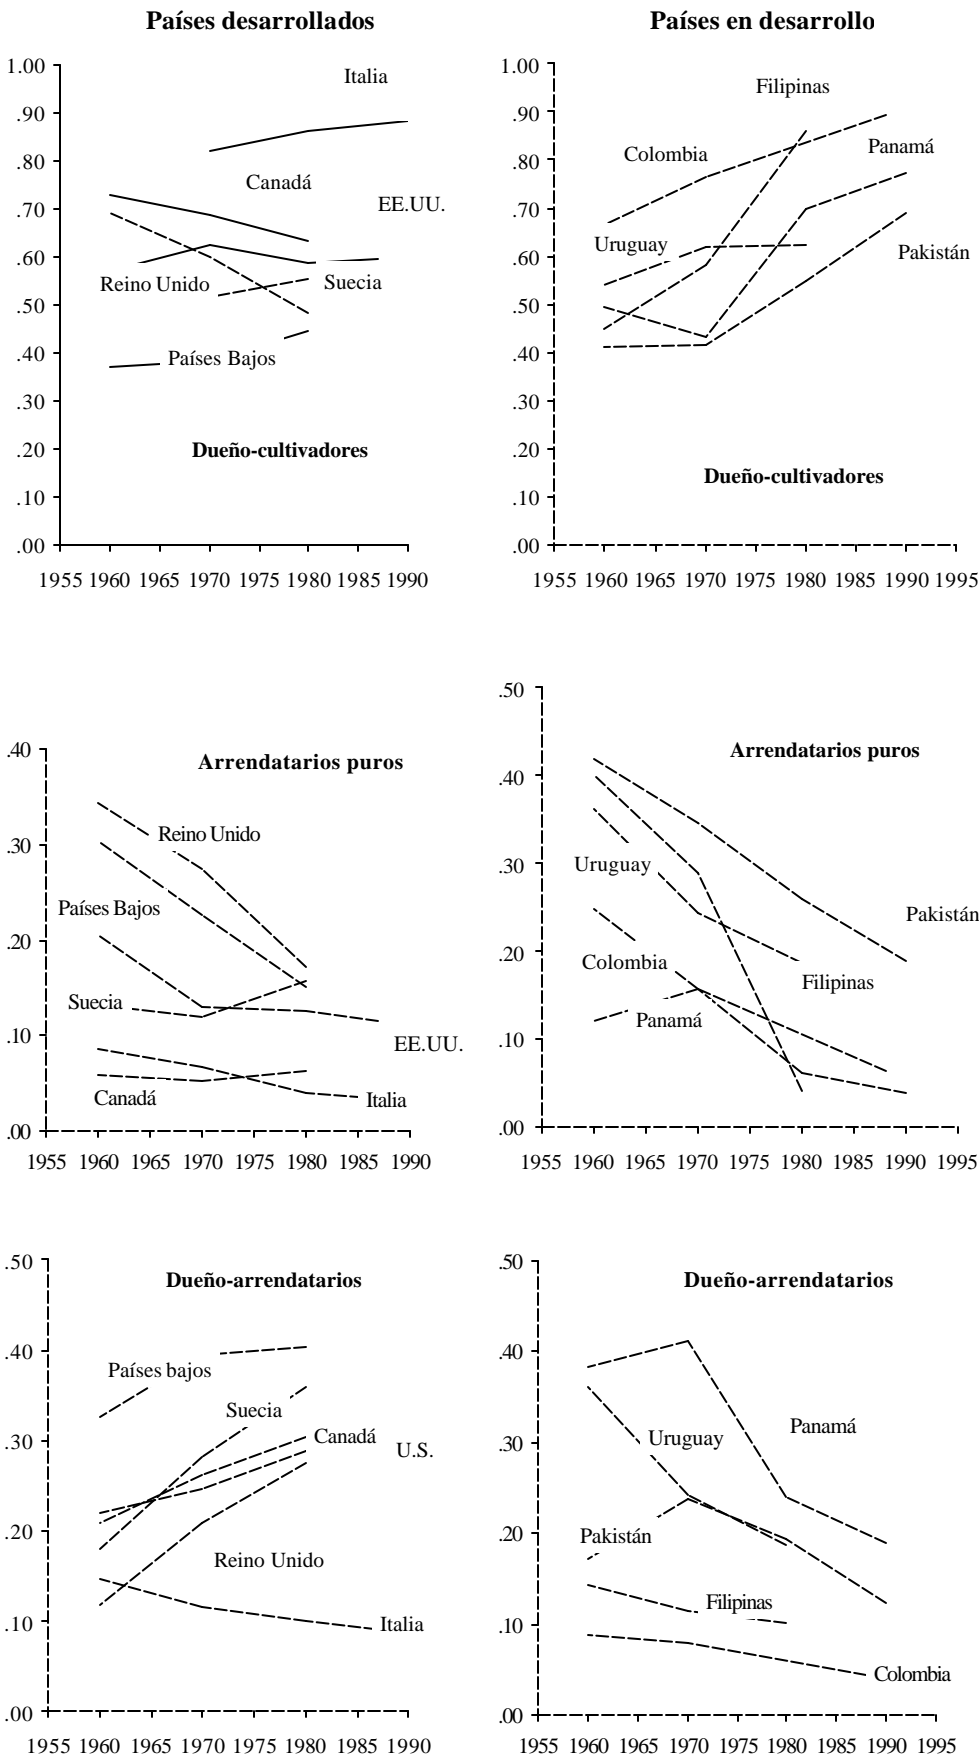 Países desarrollados
1.00
Italia
.90
.80
Canadá
EE.UU.
.70
.60
Reino Unido
Suecia
.50
.40
Países Bajos
.30
.20
Dueño-cultivadores
.10
.00
1955 1960 1965 1970 1975 1980 1985 1990
Países en desarrollo
1.00
Filipinas
.90
Colombia
Panamá
.80
.70
Uruguay
Pakistán
.60
.50
.40
.30
.20
Dueño-cultivadores
.10
.00
1955 1960 1965 1970 1975 1980 1985 1990 1995
.40
Arrendatarios puros
Reino Unido
.30
Países Bajos
.20
Suecia
.10
EE.UU.
Canadá
Italia
.00
1955 1960 1965 1970 1975 1980 1985 1990
.50
Arrendatarios puros
.40
Uruguay
.30
Pakistán
.20
Colombia
Filipinas
Panamá
.10
.00
1955 1960 1965 1970 1975 1980 1985 1990 1995
.50
Dueño-arrendatarios
.40
Países bajos
Suecia
Canadá
U.S.
.30
.20
Reino Unido
.10
Italia
.00
1955 1960 1965 1970 1975 1980 1985 1990
.50
Dueño-arrendatarios
.40
Panamá
Uruguay
.30
.20
Pakistán
Filipinas
.10
Colombia
.00
1955 1960 1965 1970 1975 1980 1985 1990 1995